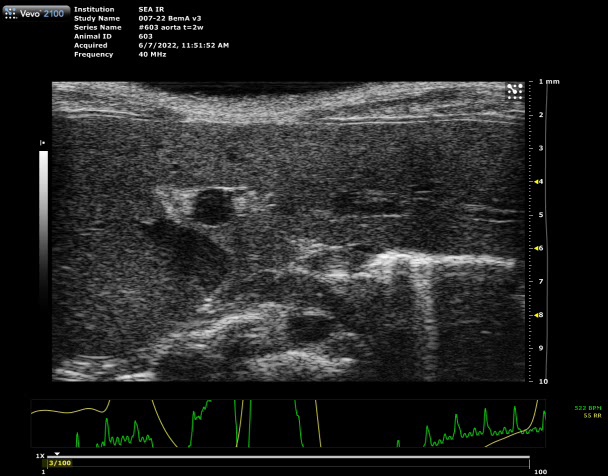 Vevo 2100
Institution SEA IR
Study Name 007-22 BemA v3
Series Name #603 aorta t=2w
Animal ID 603
Acquired 6/7/2022, 11:51:52 AM
Frequency 40 MHz
1 mm
2
3
4
5
6
7
8
9
10
522 BPM
55 RR
1X
3/100
1 100